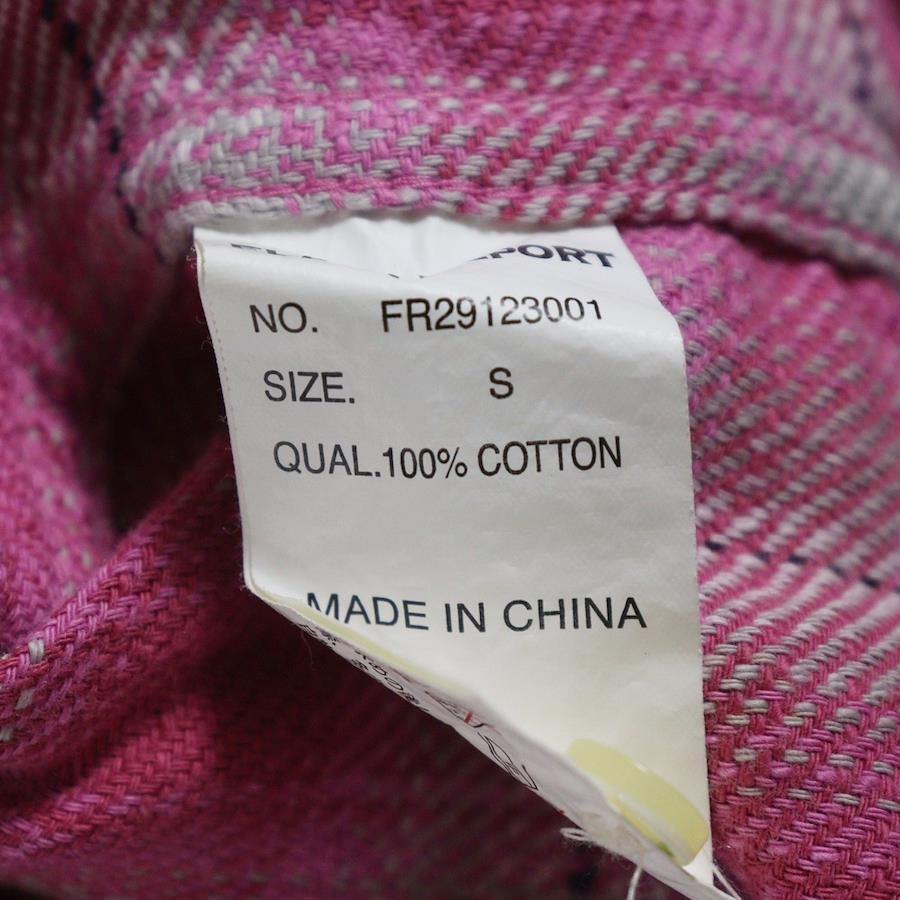 NO. FR29123001
SIZE. S
QUAL.100% COTTON
MADE IN CHINA